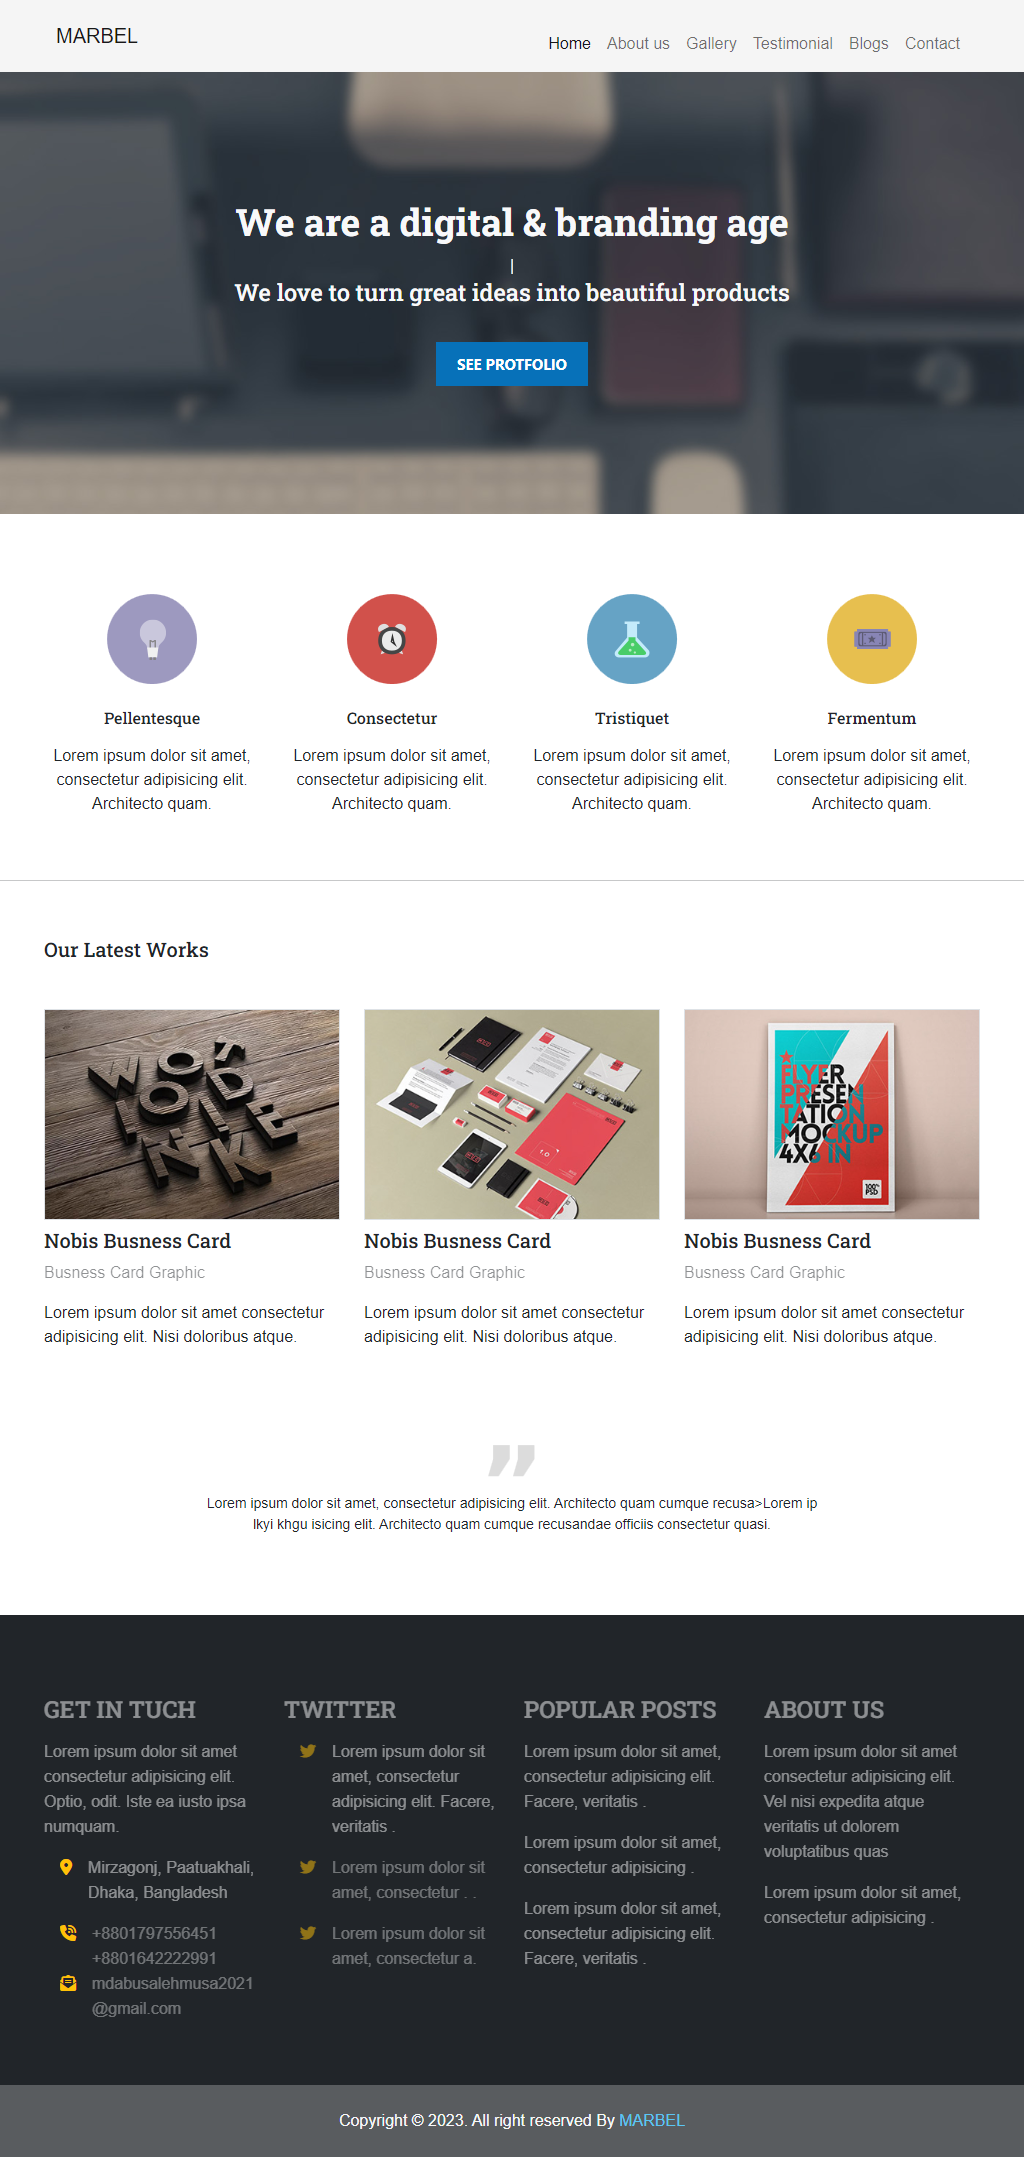 MARBEL
Home About us Gallery Testimonial Blogs Contact
We are a digital & branding age
|
We love to turn great ideas into beautiful products
SEE PROTFOLIO
Pellentesque
Lorem ipsum dolor sit amet,
consectetur adipisicing elit.
Architecto quam.
Consectetur
Lorem ipsum dolor sit amet,
consectetur adipisicing elit.
Architecto quam.
Tristiquet
Lorem ipsum dolor sit amet,
consectetur adipisicing elit.
Architecto quam.
Fermentum
Lorem ipsum dolor sit amet,
consectetur adipisicing elit.
Architecto quam.
Our Latest Works
WOOD
INK
Nobis Busness Card
Busness Card Graphic
Lorem ipsum dolor sit amet consectetur
adipisicing elit. Nisi doloribus atque.
Nobis Busness Card
Busness Card Graphic
Lorem ipsum dolor sit amet consectetur
adipisicing elit. Nisi doloribus atque.
FLYER
PRESEN
TATION
MOCKUP
4X6 IN
100%
PSD
Nobis Busness Card
Busness Card Graphic
Lorem ipsum dolor sit amet consectetur
adipisicing elit. Nisi doloribus atque.
”
Lorem ipsum dolor sit amet, consectetur adipisicing elit. Architecto quam cumque recusa>Lorem ip
lkyi khgu isicing elit. Architecto quam cumque recusandae officiis consectetur quasi.
GET IN TUCH
Lorem ipsum dolor sit amet
consectetur adipisicing elit.
Optio, odit. Iste ea iusto ipsa
numquam.
Mirzagonj, Paatuakhali,
Dhaka, Bangladesh
+8801797556451
+8801642222991
mdabusalehmusa2021
@gmail.com
TWITTER
Lorem ipsum dolor sit
amet, consectetur
adipisicing elit. Facere,
veritatis .
Lorem ipsum dolor sit
amet, consectetur . .
Lorem ipsum dolor sit
amet, consectetur a.
POPULAR POSTS
Lorem ipsum dolor sit amet,
consectetur adipisicing elit.
Facere, veritatis .
Lorem ipsum dolor sit amet,
consectetur adipisicing .
Lorem ipsum dolor sit amet,
consectetur adipisicing elit.
Facere, veritatis .
ABOUT US
Lorem ipsum dolor sit amet
consectetur adipisicing elit.
Vel nisi expedita atque
veritatis ut dolorem
voluptatibus quas
Lorem ipsum dolor sit amet,
consectetur adipisicing .
Copyright © 2023. All right reserved By MARBEL